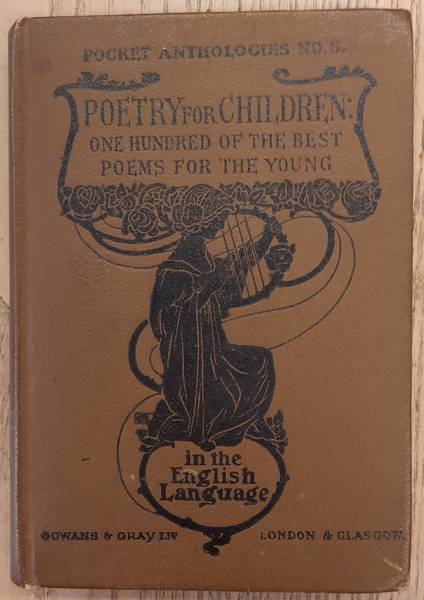 POCKET ANTHOLOGIES NO. 5.
POETRY FOR CHILDREN:
ONE HUNDRED OF THE BEST
POEMS FOR THE YOUNG
in the
English
Language
GOWANS & GRAY LTD LONDON & GLASGOW.